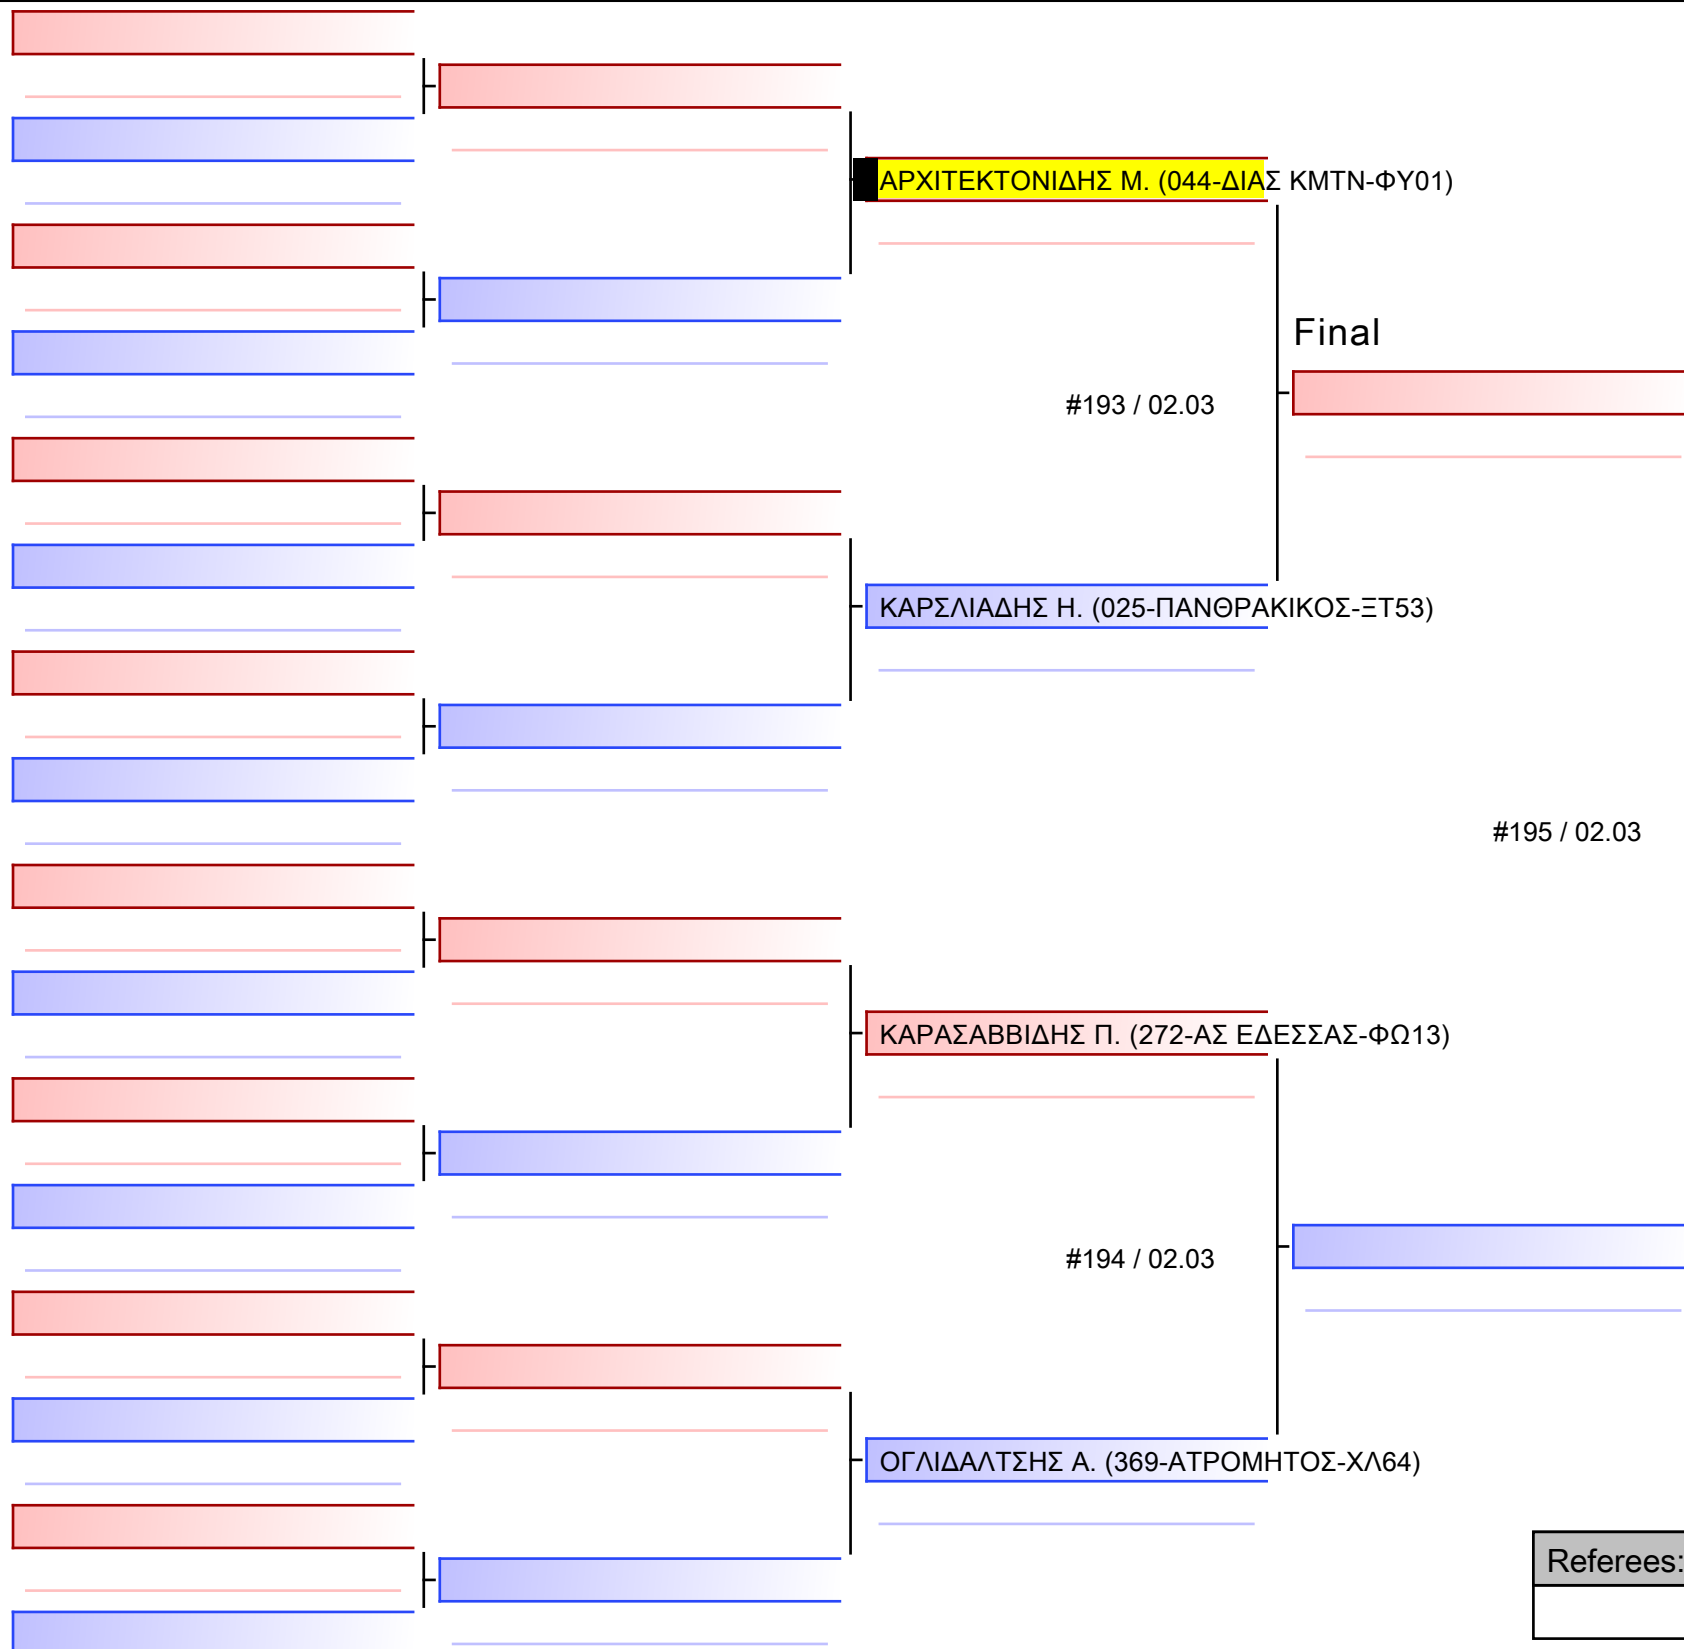 ΑΡΧΙΤΕΚΤΟΝΙΔΗΣ Μ. (044-ΔΙΑΣ ΚΜΤΝ-ΦΥ01)
Final
#193 / 02.03
ΚΑΡΣΛΙΑΔΗΣ Η. (025-ΠΑΝΘΡΑΚΙΚΟΣ-ΞΤ53)
#195 / 02.03
ΚΑΡΑΣΑΒΒΙΔΗΣ Π. (272-ΑΣ ΕΔΕΣΣΑΣ-ΦΩ13)
#194 / 02.03
ΟΓΛΙΔΑΛΤΣΗΣ Α. (369-ΑΤΡΟΜΗΤΟΣ-ΧΛ64)
Referees: